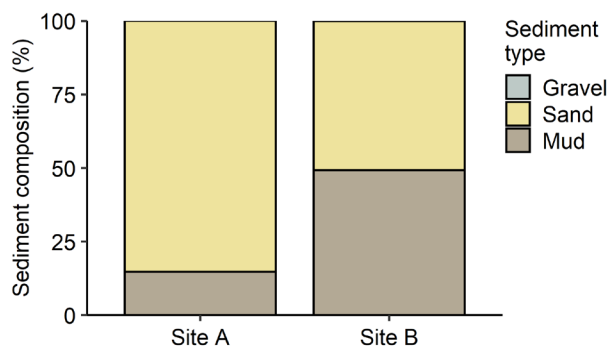 Sediment composition (%)
100
75
50
25
0
Site A
Site B
Sediment
type
Gravel
Sand
Mud